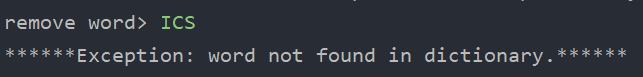 remove word> ICS
******Exception: word not found in dictionary.******